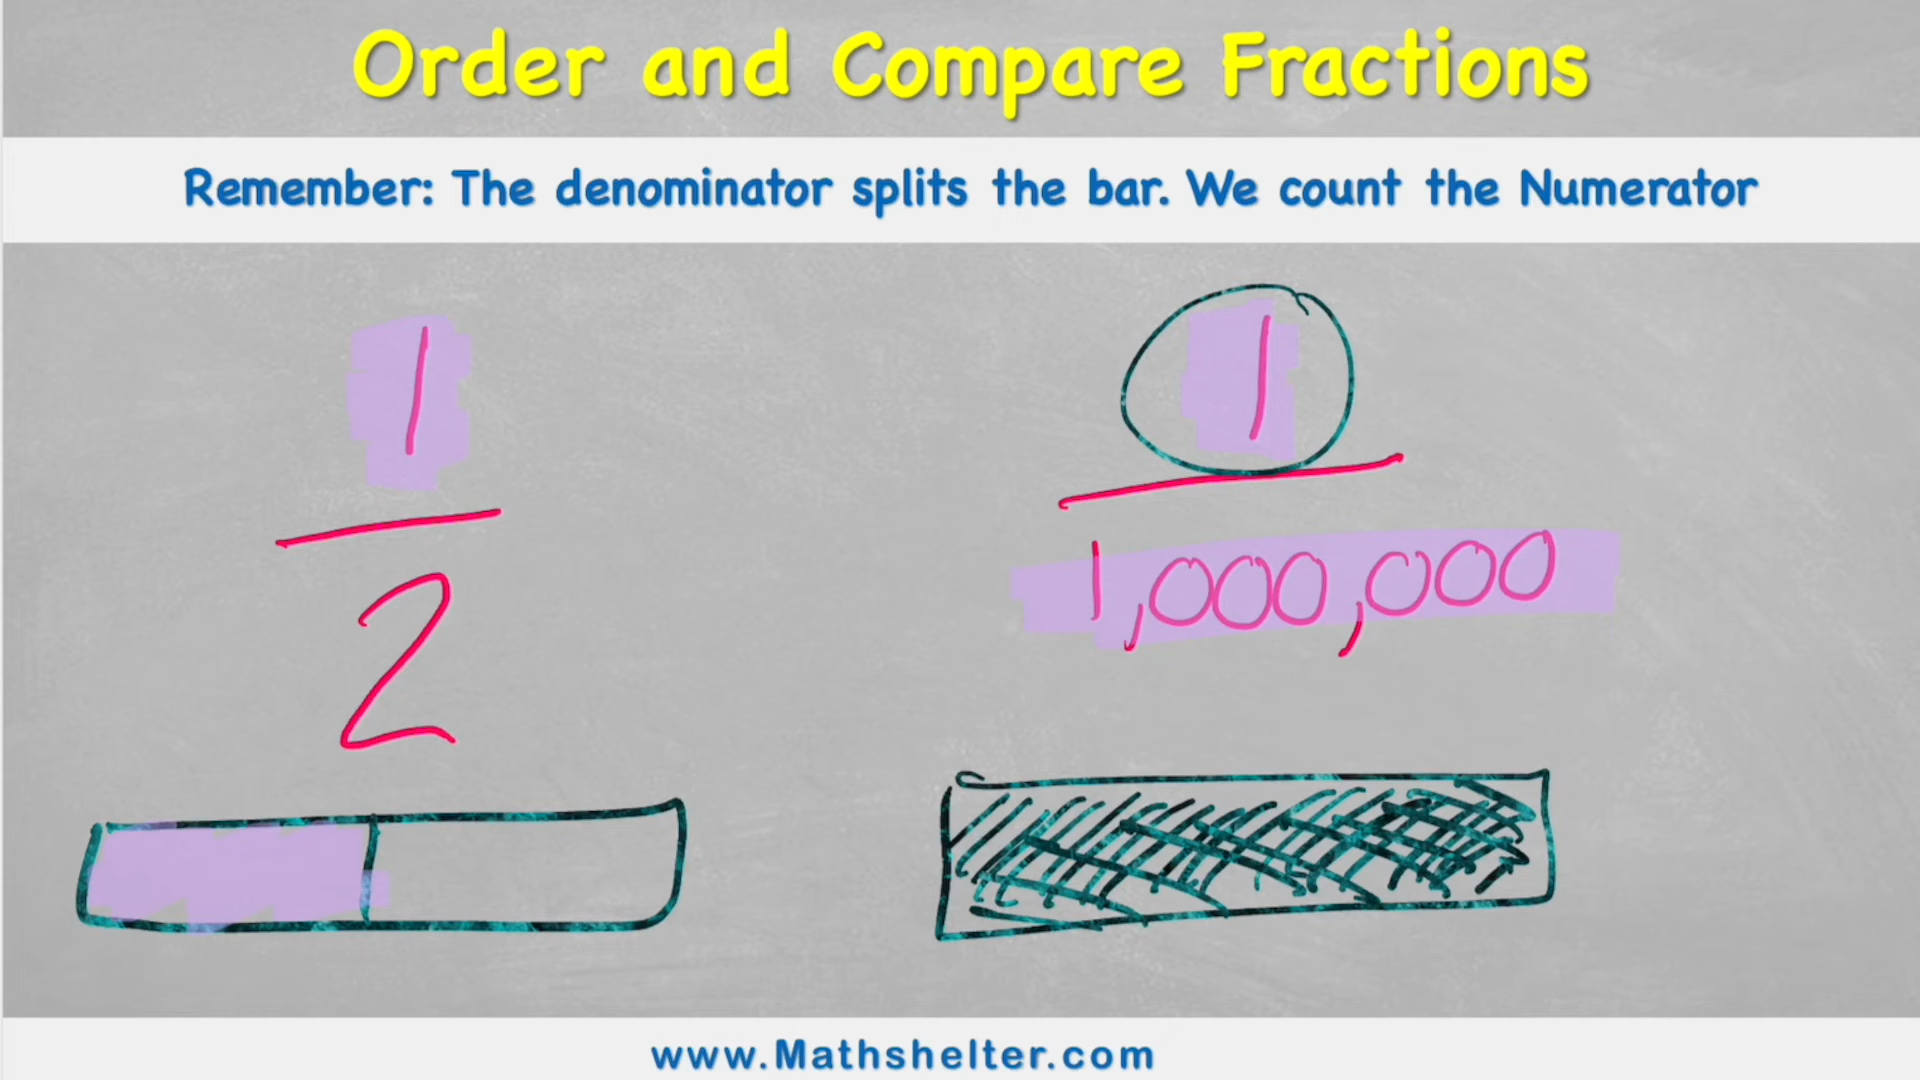 Order and Compare Fractions
Remember: The denominator splits the bar. We count the Numerator
1
1
2
1,000,000
www.Mathshelter.com